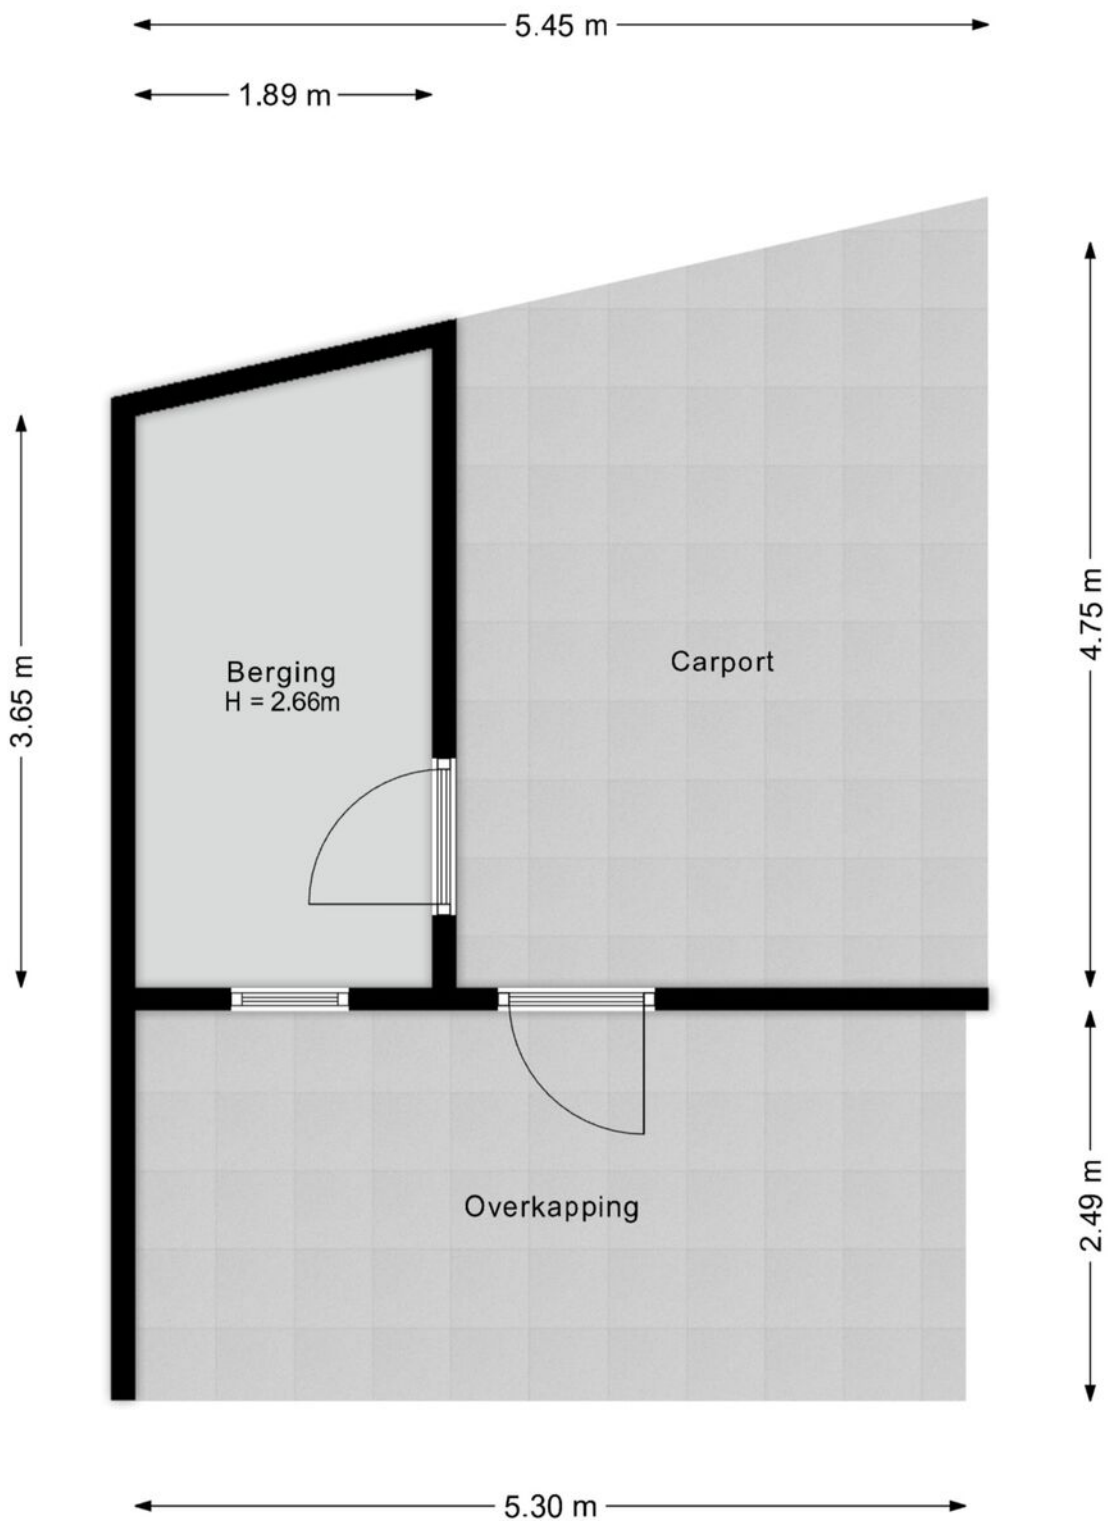 5.45 m
1.89 m
4.75 m
Carport
Berging
H = 2.66m
3.65 m
2.49 m
Overkapping
5.30 m